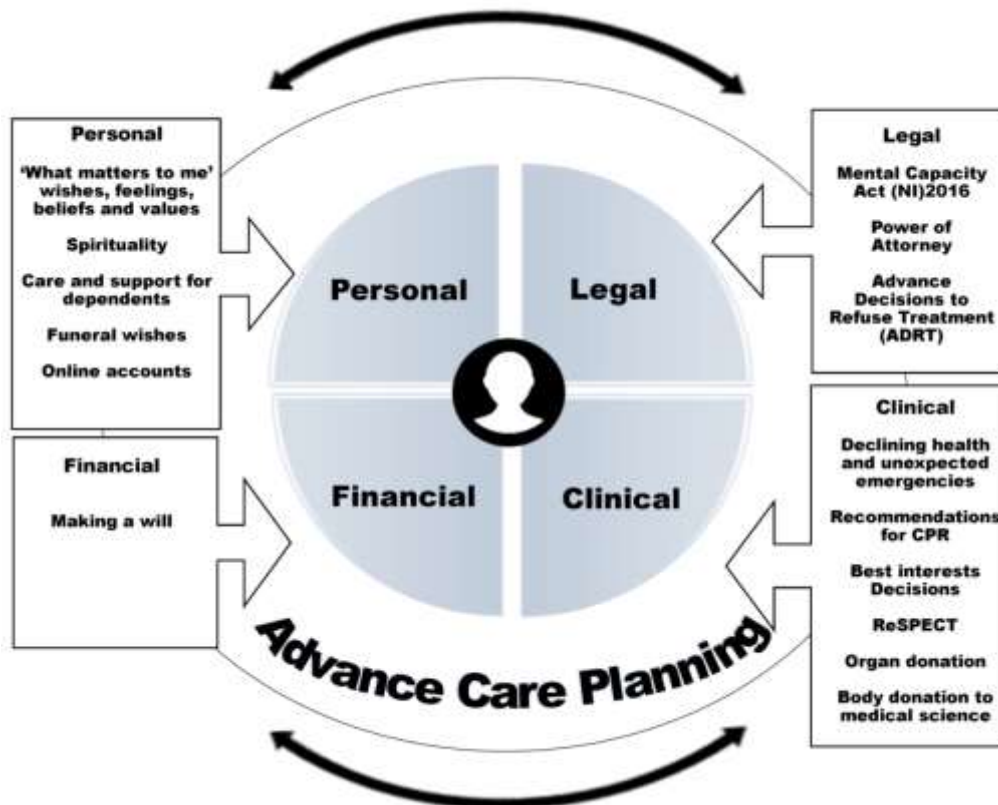 Personal
'What matters to me'
wishes, feelings,
beliefs and values
Spirituality
Care and support for
dependents
Funeral wishes
Online accounts
Legal
Mental Capacity
Act (NI)2016
Power of
Attorney
Advance
Decisions to
Refuse Treatment
(ADRT)
Personal
Legal
Financial
Clinical
Financial
Making a will
Clinical
Declining health
and unexpected
emergencies
Recommendations
for CPR
Best interests
Decisions
ReSPECT
Organ donation
Body donation to
medical science
Advance Care Planning